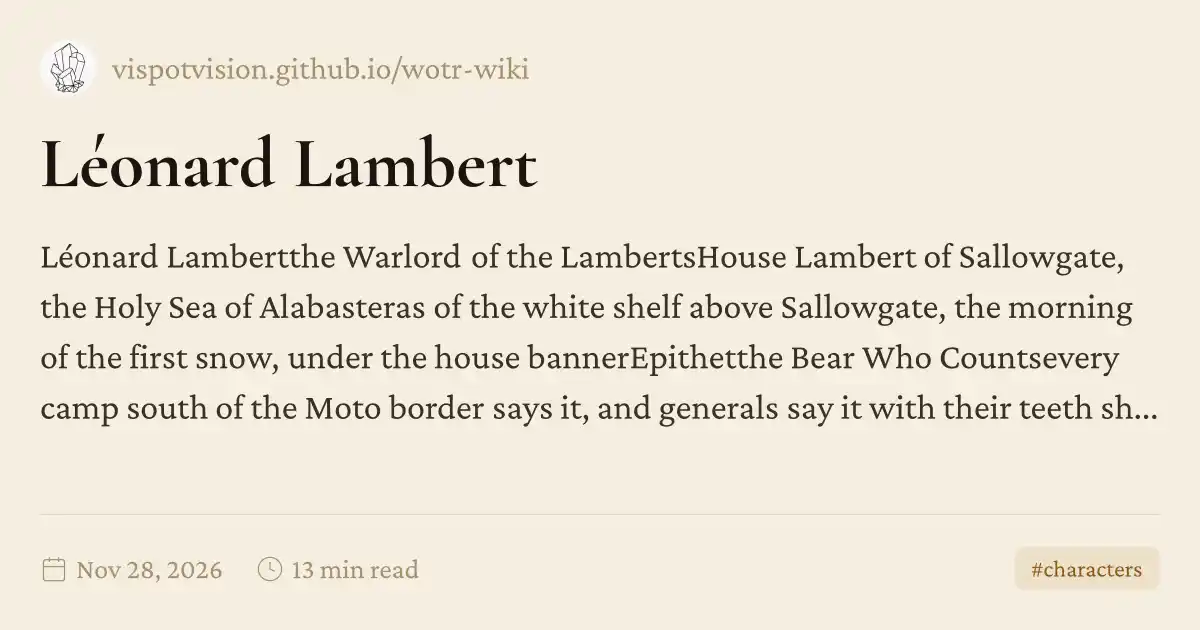 vispotvision.github.io/wotr-wiki
Léonard Lambert
Léonard Lambertthe Warlord of the LambertsHouse Lambert of Sallowgate,
the Holy Sea of Alabasteras of the white shelf above Sallowgate, the morning
of the first snow, under the house bannerEpithetthe Bear Who Countsevery
camp south of the Moto border says it, and generals say it with their teeth sh...
Nov 28, 2026
13 min read
#characters